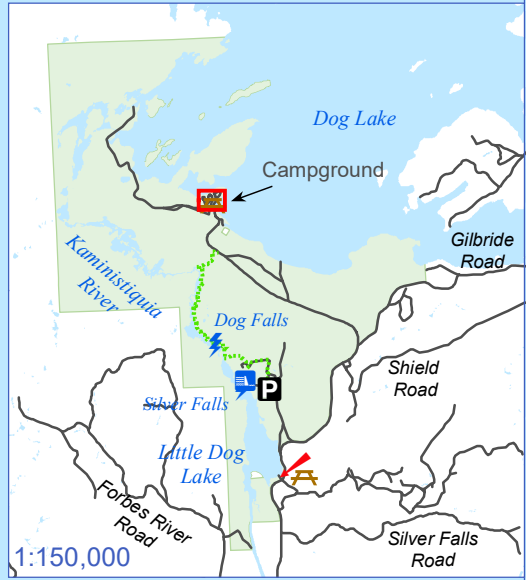 Dog Lake
Campground
Gilbride
Road
Kaministiquia
River
Dog Falls
Shield
Road
P
Silver Falls
Little Dog
Lake
Forbes River
Road
Silver Falls
Road
1:150,000